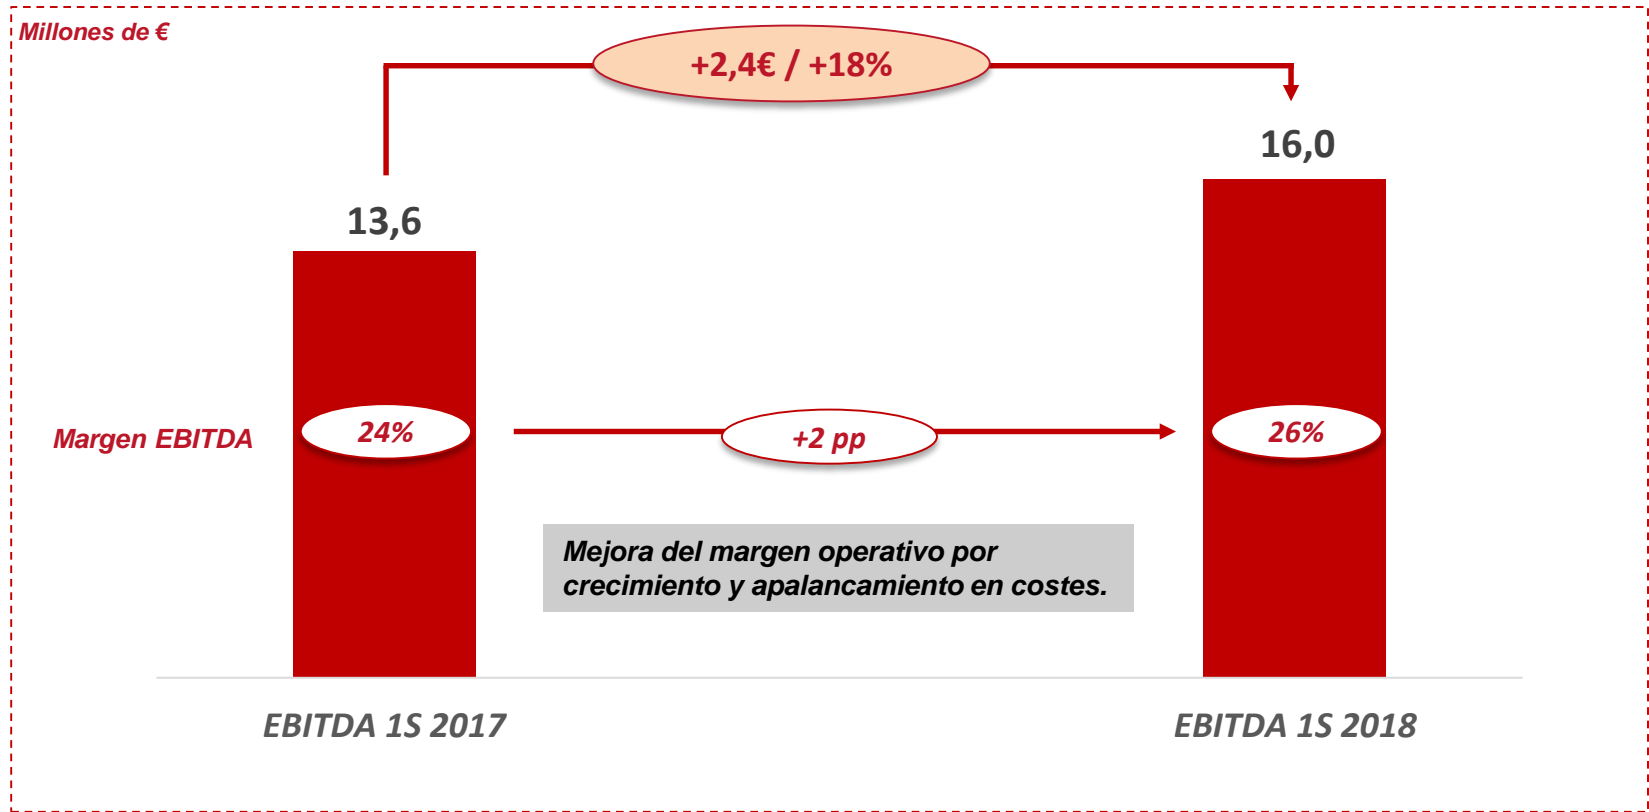 Millones de €
+2,4€ / +18%
16,0
13,6
Margen EBITDA
24%
+2 pp
26%
Mejora del margen operativo por
crecimiento y apalancamiento en costes.
EBITDA 1S 2017
EBITDA 1S 2018